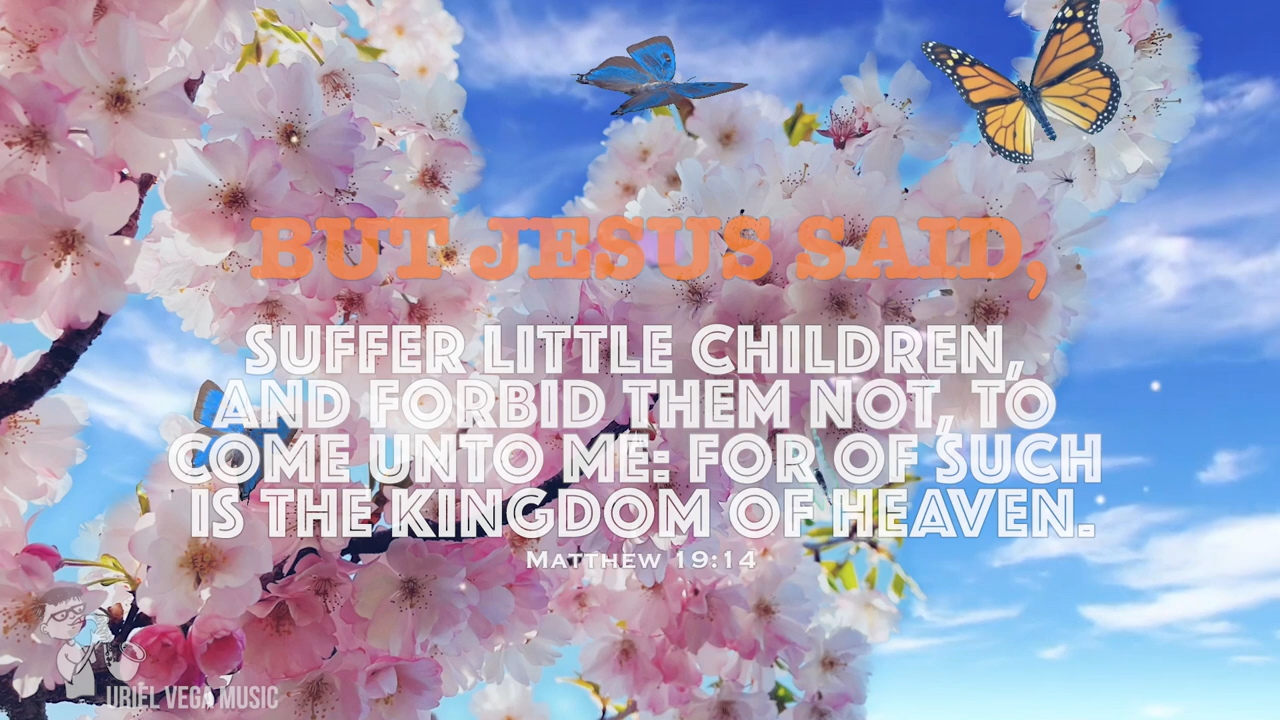 BUT JESUS SAID,
SUFFER LITTLE CHILDREN,
AND FORBID THEM NOT, TO
COME UNTO ME: FOR OF SUCH
IS THE KINGDOM OF HEAVEN.
MATTHEW 19:14
URIEL VEGA MUSIC